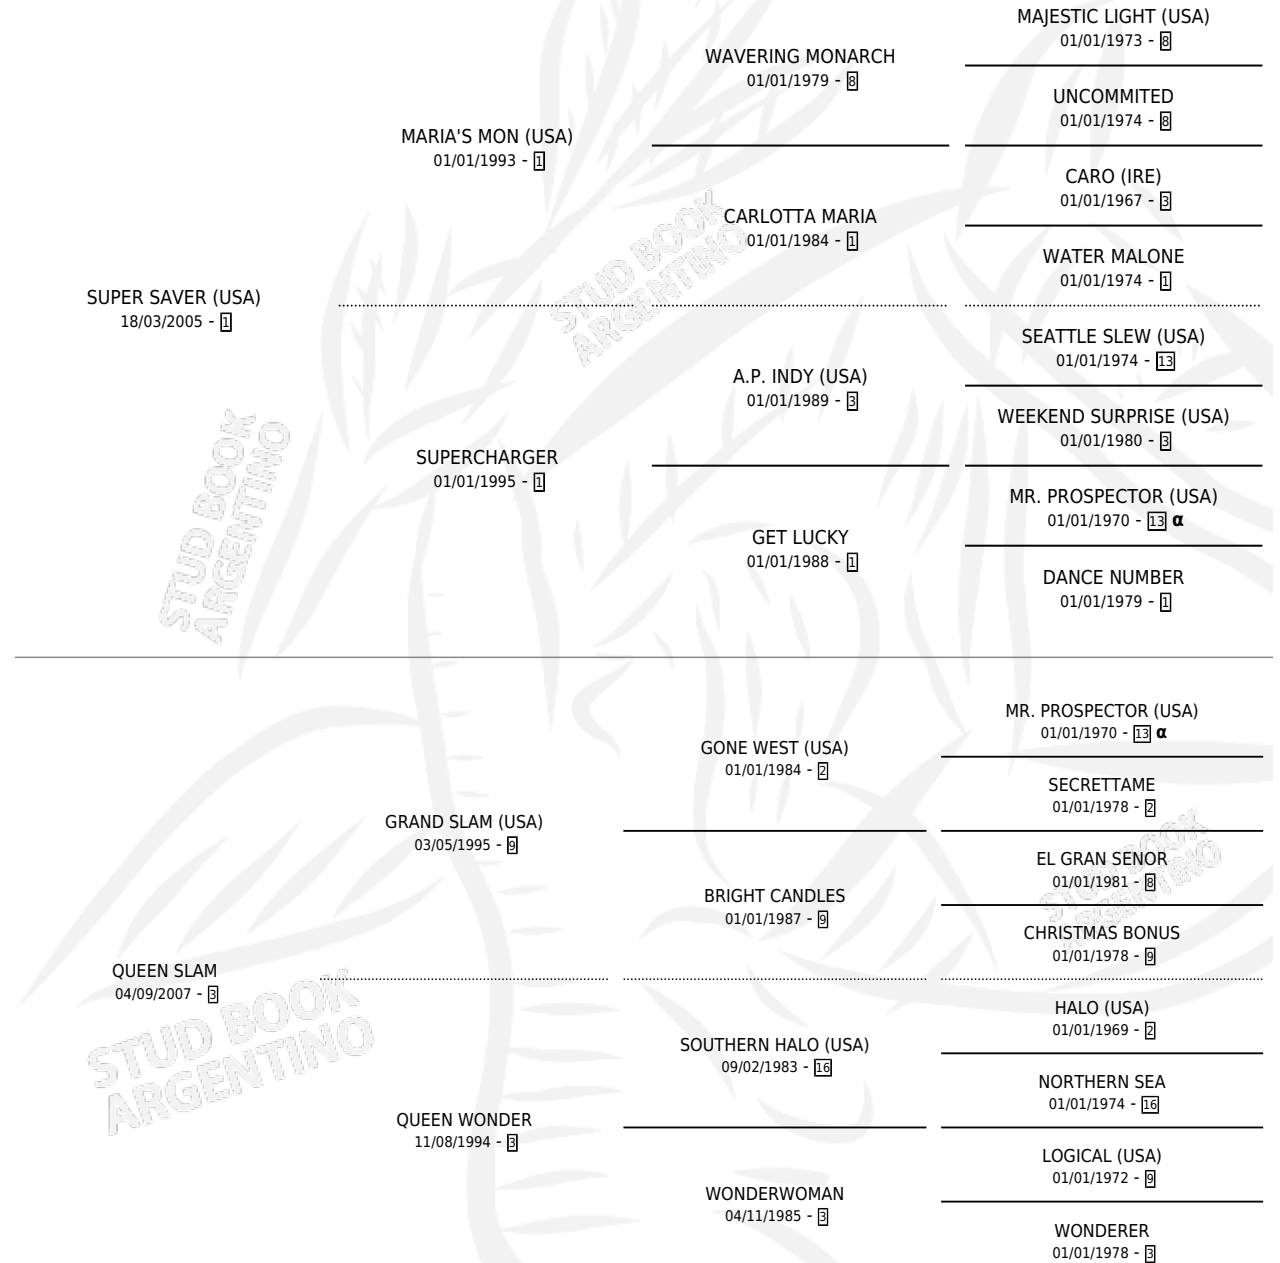 MAJESTIC LIGHT (USA)
01/01/1973 - 8
WAVERING MONARCH
01/01/1979 - 8
UNCOMMITED
01/01/1974 - 8
MARIA'S MON (USA)
01/01/1993 - 1
CARO (IRE)
01/01/1967 - 3
CARLOTTA MARIA
01/01/1984 - 1
WATER MALONE
01/01/1974 - 1
SUPER SAVER (USA)
18/03/2005 - 1
SEATTLE SLEW (USA)
01/01/1974 - 13
A.P. INDY (USA)
01/01/1989 - 3
WEEKEND SURPRISE (USA)
01/01/1980 - 3
SUPERCHARGER
01/01/1995 - 1
MR. PROSPECTOR (USA)
01/01/1970 - 13 α
GET LUCKY
01/01/1988 - 1
DANCE NUMBER
01/01/1979 - 1
MR. PROSPECTOR (USA)
01/01/1970 - 13 α
GONE WEST (USA)
01/01/1984 - 2
SECRETTAME
01/01/1978 - 2
GRAND SLAM (USA)
03/05/1995 - 9
EL GRAN SENOR
01/01/1981 - 8
BRIGHT CANDLES
01/01/1987 - 9
CHRISTMAS BONUS
01/01/1978 - 9
QUEEN SLAM
04/09/2007 - 3
HALO (USA)
01/01/1969 - 2
SOUTHERN HALO (USA)
09/02/1983 - 16
NORTHERN SEA
01/01/1974 - 16
QUEEN WONDER
11/08/1994 - 3
LOGICAL (USA)
01/01/1972 - 9
WONDERWOMAN
04/11/1985 - 3
WONDERER
01/01/1978 - 3
STUD BOOK
ARGENTINO
STUD BOOK
ARGENTINO
STUD BOOK
ARGENTINO
STUD BOOK
ARGENTINO